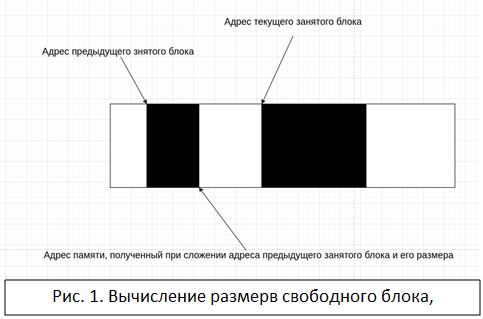 Адрес текущего занятого блока
Адрес предыдущего знятого блока
Адрес памяти, полученный при сложении адреса предыдущего занятого блока и его размера
Рис. 1. Вычисление размерв свободного блока,